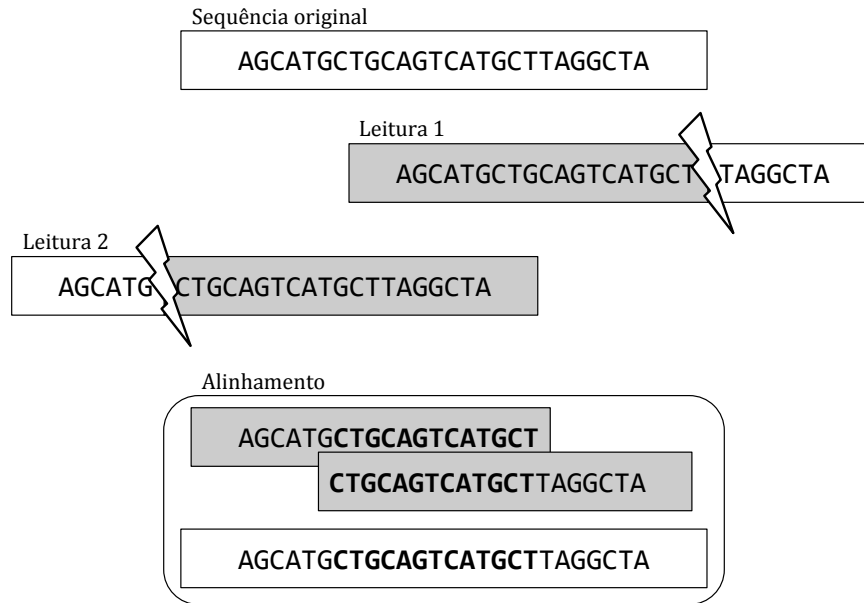 Sequência original
AGCATGCTGCAGTCATGCTTAGGCTA
Leitura 1
AGCATGCTGCAGTCATGCT TAGGCTA
Leitura 2
AGCATG CTGCAGTCATGCTTAGGCTA
Alinhamento
AGCATGCTGCAGTCATGCT
CTGCAGTCATGCTTAGGCTA
AGCATGCTGCAGTCATGCTTAGGCTA